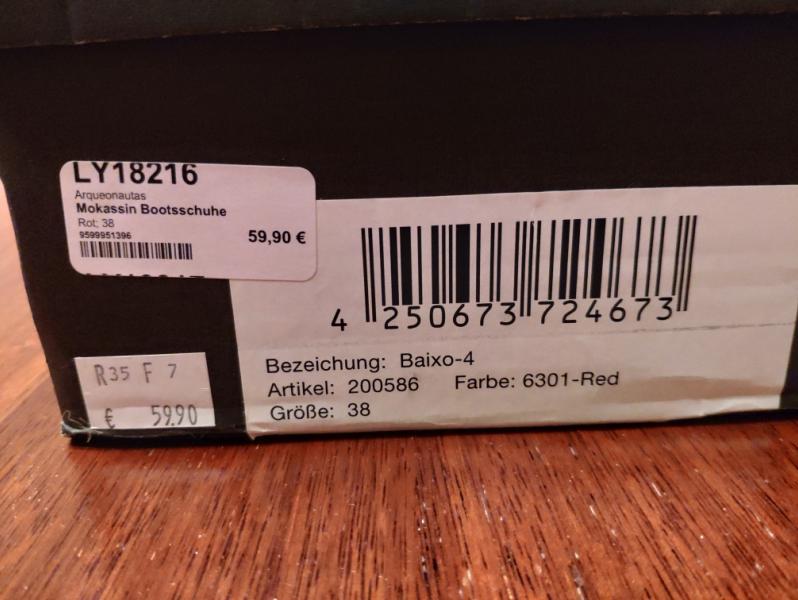 LY18216
Arqueonautas
Mokassin Bootsschuhe
Rot; 38
9599951396
59,90 €
R35 F 7
€ 59.90
4 250673 724673
Bezeichung: Baixo-4
Artikel: 200586 Farbe: 6301-Red
Größe: 38